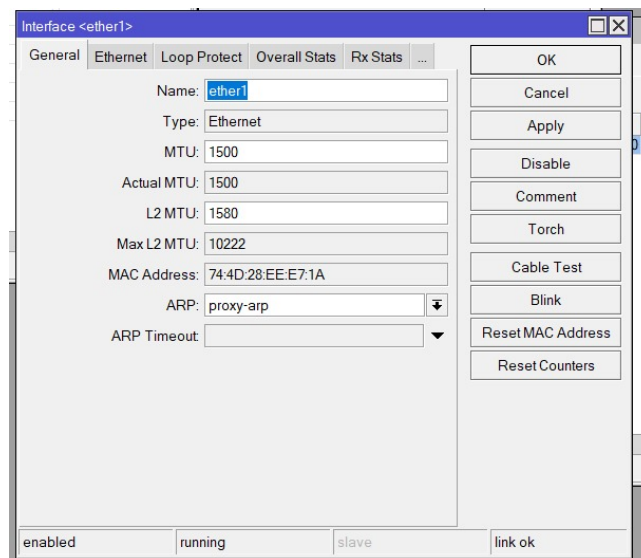 Interface <ether1>
General Ethernet Loop Protect Overall Stats Rx Stats ...
Name: ether1
Type: Ethernet
MTU: 1500
Actual MTU: 1500
L2 MTU: 1580
Max L2 MTU: 10222
MAC Address: 74:4D:28:EE:E7:1A
ARP: proxy-arp
ARP Timeout:
OK
Cancel
Apply
Disable
Comment
Torch
Cable Test
Blink
Reset MAC Address
Reset Counters
enabled running slave link ok